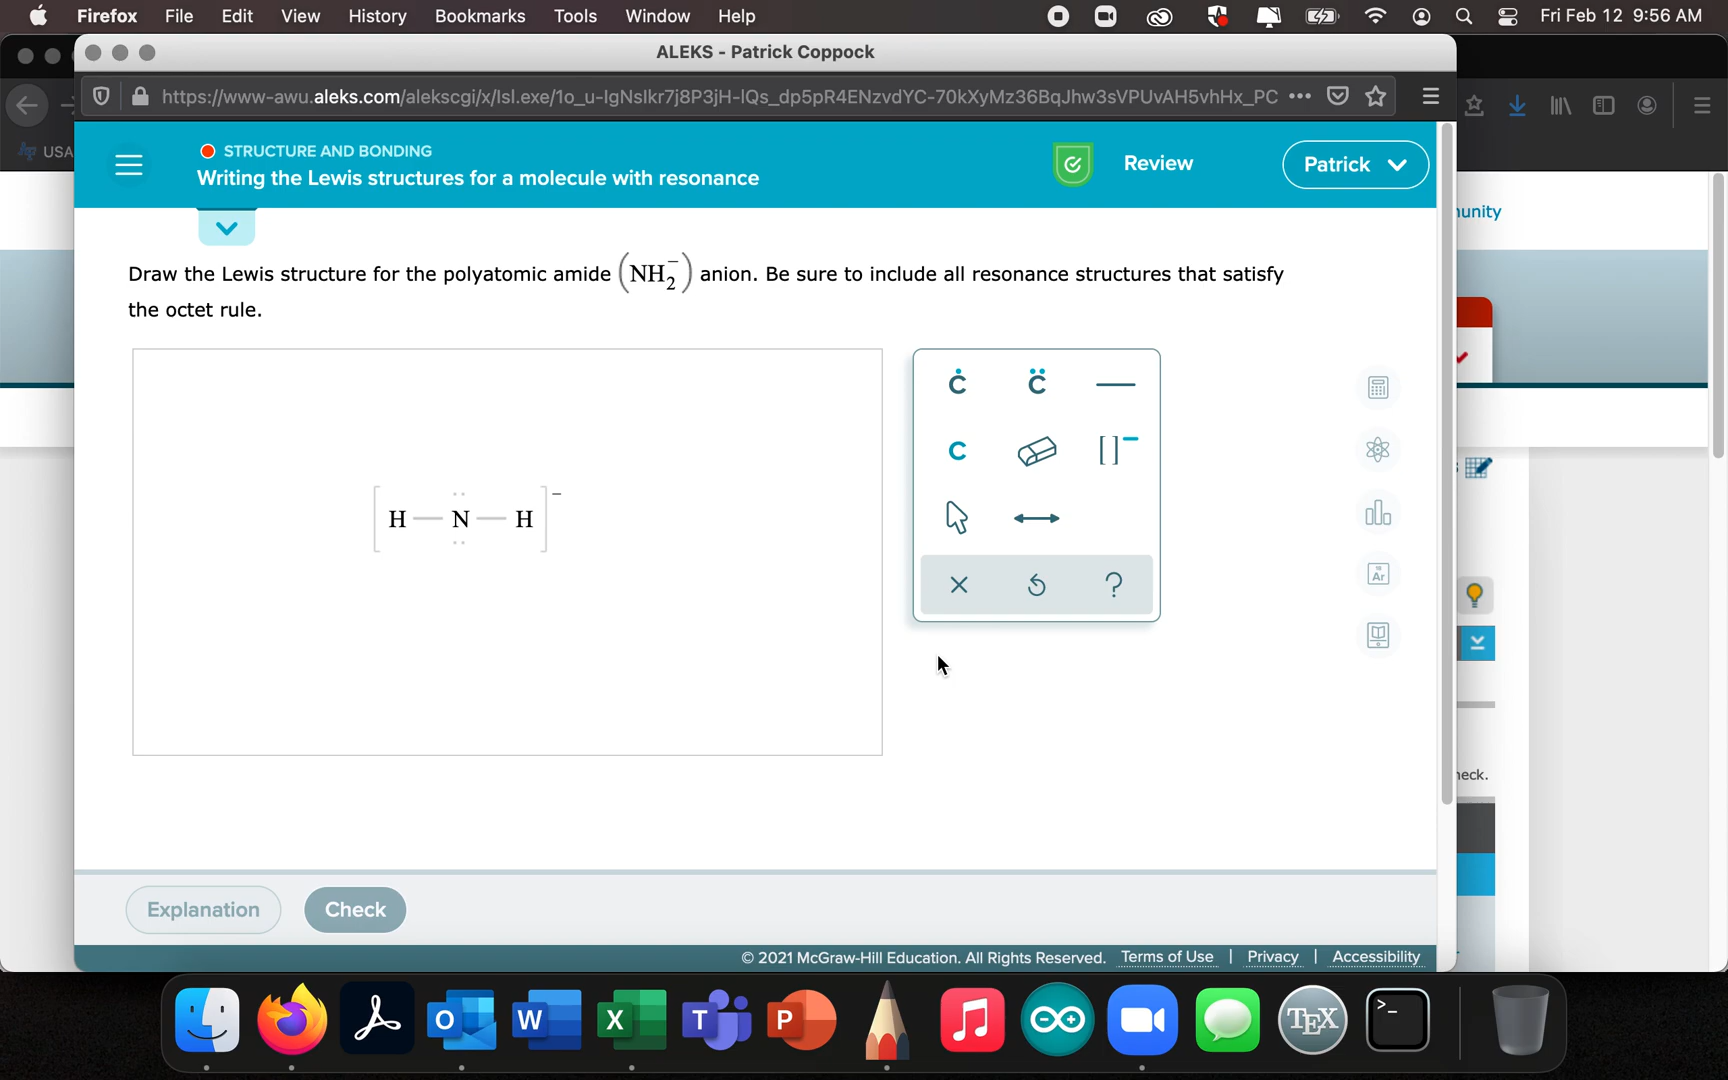 Firefox File Edit View History Bookmarks Tools Window Help Fri Feb 12 9:56 AM
ALEKS - Patrick Coppock
https://www-awu.aleks.com/alekscgi/x/Isl.exe/1o_u-IgNslkr7j8P3jH-lQs_dp5pR4ENzvdYC-70kXyMz36BqJhw3sVPUvAH5vhHx_PC
USA
STRUCTURE AND BONDING
Writing the Lewis structures for a molecule with resonance
Review
Patrick
unity
Draw the Lewis structure for the polyatomic amide (NH₂⁻) anion. Be sure to include all resonance structures that satisfy
the octet rule.
C C
C [ ]−
[H — N — H]−
Ar
× ?
eck.
Explanation Check
© 2021 McGraw-Hill Education. All Rights Reserved. Terms of Use | Privacy | Accessibility
O W X T P TEX >_